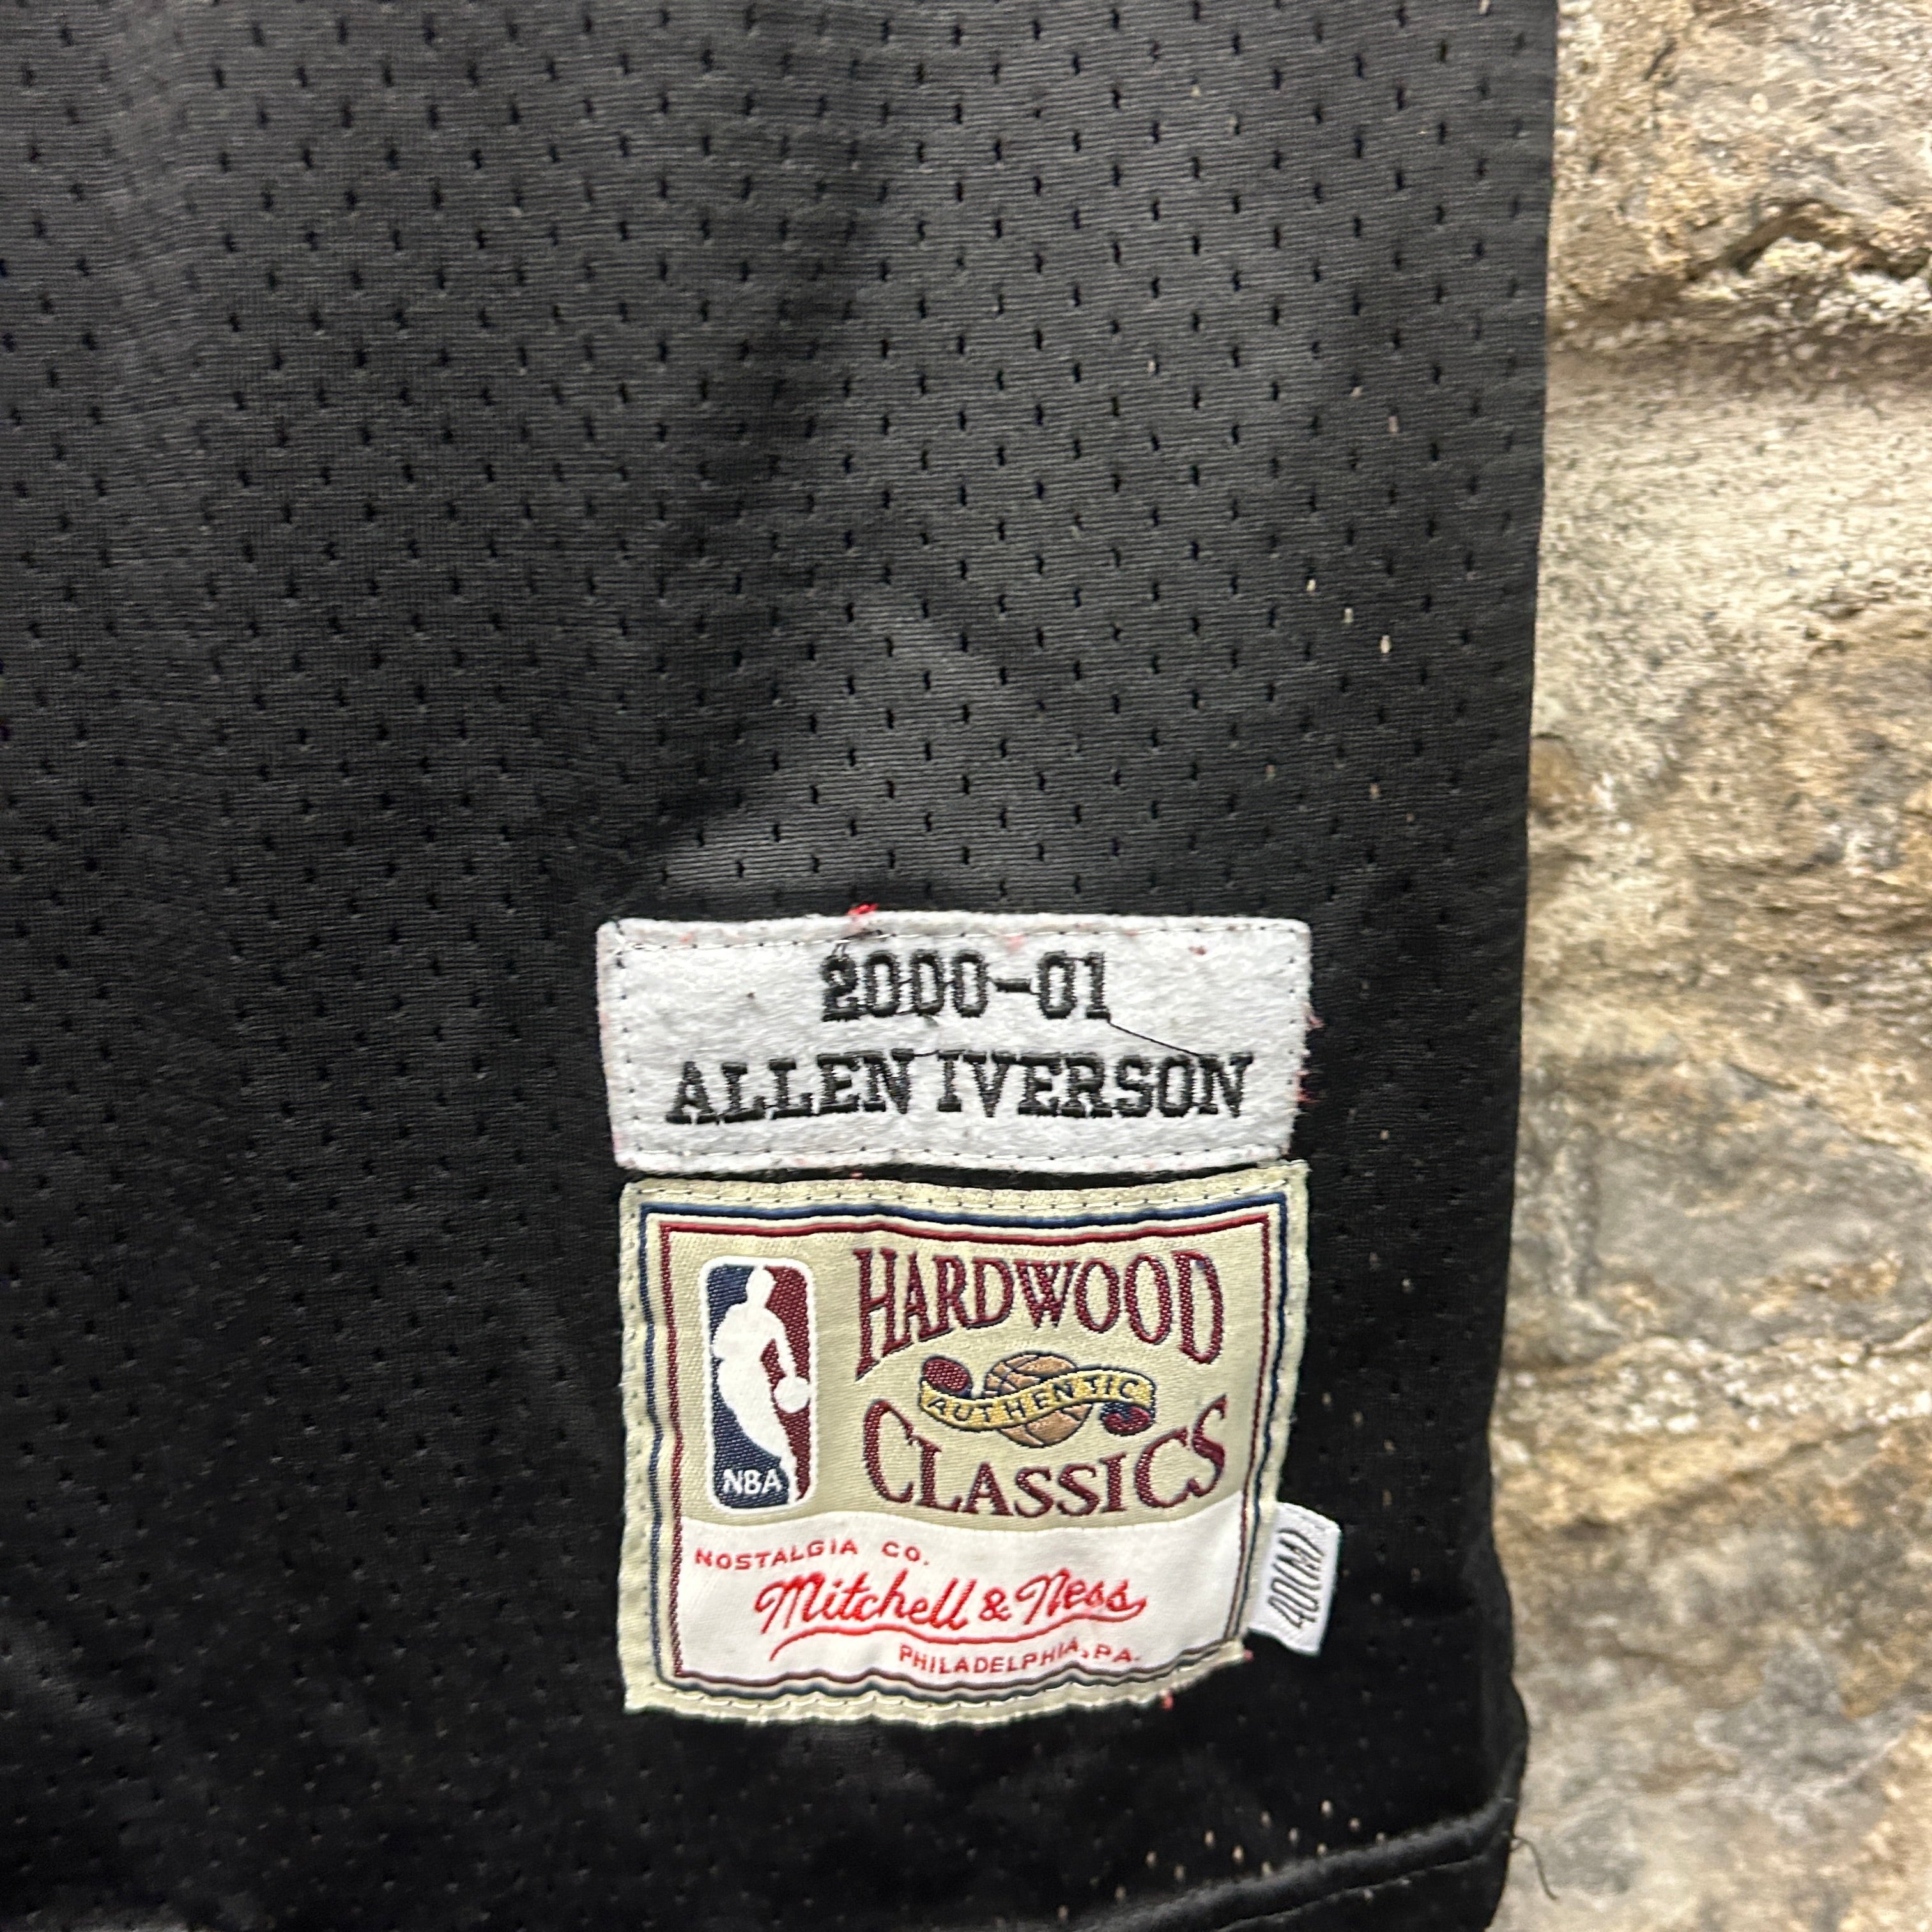 2000-01
ALLEN IVERSON
HARDWOOD
AUTHENTIC
CLASSICS
NBA
NOSTALGIA CO.
Mitchell & Ness
PHILADELPHIA, PA.
40(M)